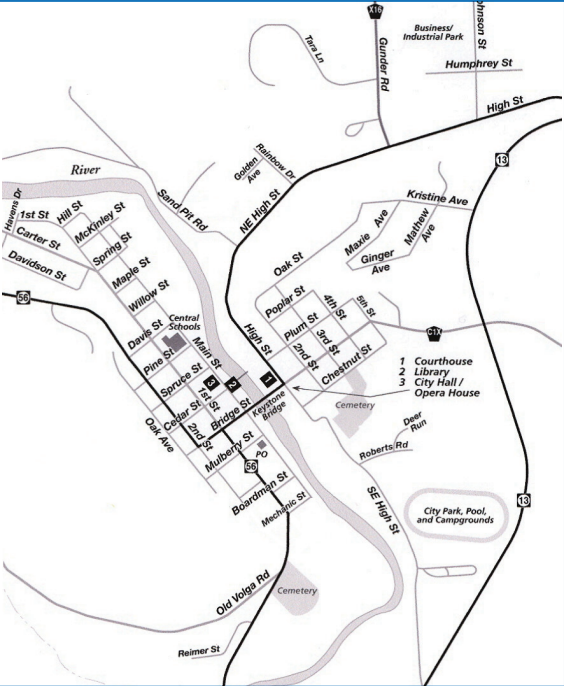 X16
Gunder Rd
Tara Ln
Business/
Industrial Park
ohnson St
Humphrey St
High St
13
River
Rainbow Dr
Golden
Ave
Sand Pit Rd
NE High St
Kristine Ave
Maxie Ave
Mathew
Ave
Ginger
Ave
Havens Dr
1st St
Hill St
McKinley St
Carter St
Spring St
Davidson St
Maple St
Willow St
Oak St
56
Poplar St
4th St
5th St
Davis St
Central
Schools
Main St
High St
Plum St
3rd St
C1X
Pine St
2nd St
Chestnut St
Spruce St
3
2
1
1 Courthouse
2 Library
3 City Hall /
Opera House
1st St
Cedar St
Bridge St
Keystone
Bridge
Cemetery
Oak Ave
2nd St
Mulberry St
PO
56
Deer
Run
Roberts Rd
Boardman St
Mechanic St
SE High St
City Park, Pool,
and Campgrounds
13
Old Volga Rd
Cemetery
Reimer St